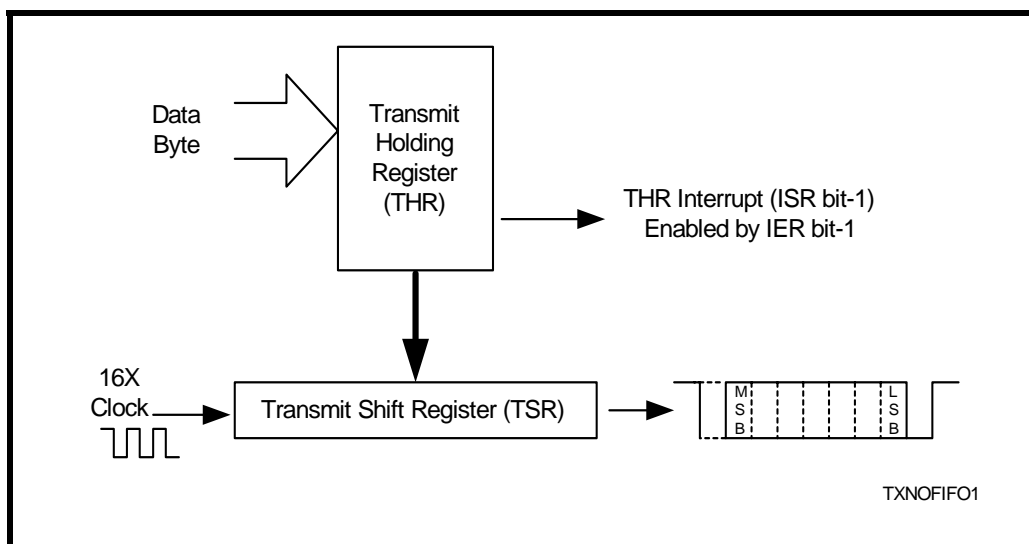 Data
Byte
Transmit
Holding
Register
(THR)
THR Interrupt (ISR bit-1)
Enabled by IER bit-1
16X
Clock
Transmit Shift Register (TSR)
M
S
B
L
S
B
TXNOFIFO1